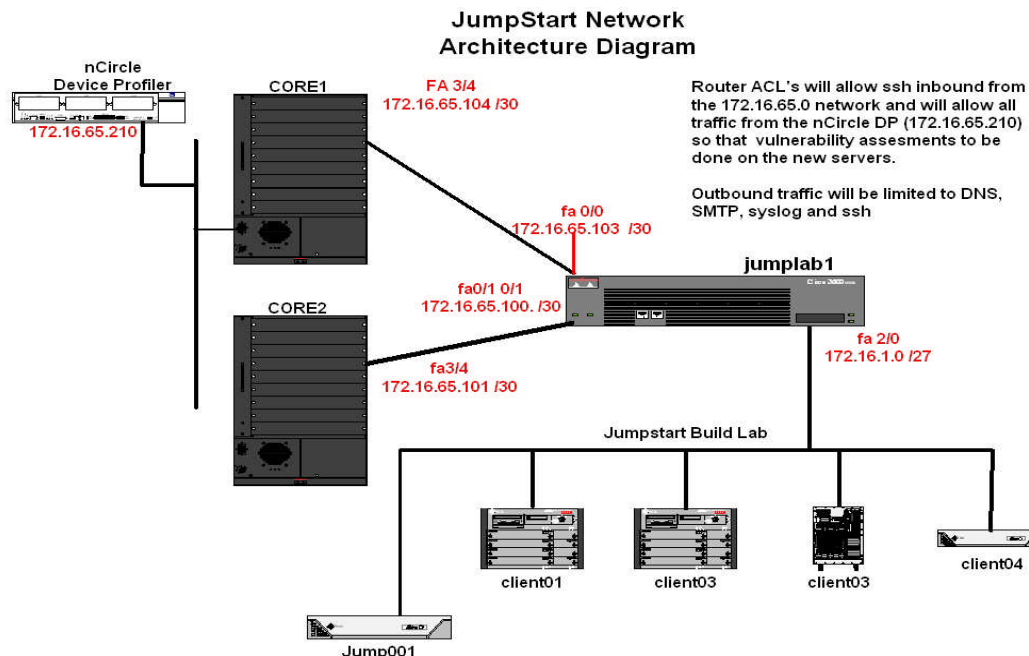 JumpStart Network
Architecture Diagram
nCircle
Device Profiler
172.16.65.210
CORE1
FA 3/4
172.16.65.104 /30
Router ACL's will allow ssh inbound from
the 172.16.65.0 network and will allow all
traffic from the nCircle DP (172.16.65.210)
so that vulnerability assesments to be
done on the new servers.
Outbound traffic will be limited to DNS,
SMTP, syslog and ssh
fa 0/0
172.16.65.103 /30
jumplab1
fa0/1 0/1
172.16.65.100. /30
CORE2
fa3/4
172.16.65.101 /30
fa 2/0
172.16.1.0 /27
Jumpstart Build Lab
client01
client03
client03
client04
Jump001